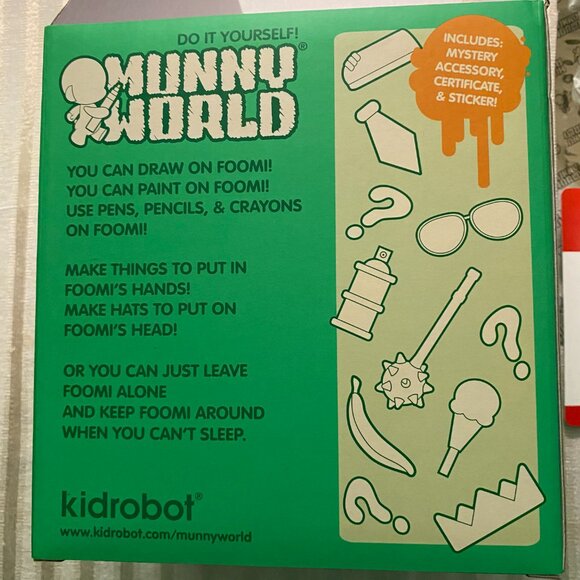 DO IT YOURSELF!
MUNNY®
WORLD
INCLUDES:
MYSTERY
ACCESSORY,
CERTIFICATE,
& STICKER!
YOU CAN DRAW ON FOOMI!
YOU CAN PAINT ON FOOMI!
USE PENS, PENCILS, & CRAYONS
ON FOOMI!
MAKE THINGS TO PUT IN
FOOMI'S HANDS!
MAKE HATS TO PUT ON
FOOMI'S HEAD!
OR YOU CAN JUST LEAVE
FOOMI ALONE
AND KEEP FOOMI AROUND
WHEN YOU CAN'T SLEEP.
kidrobot®
www.kidrobot.com/munnyworld